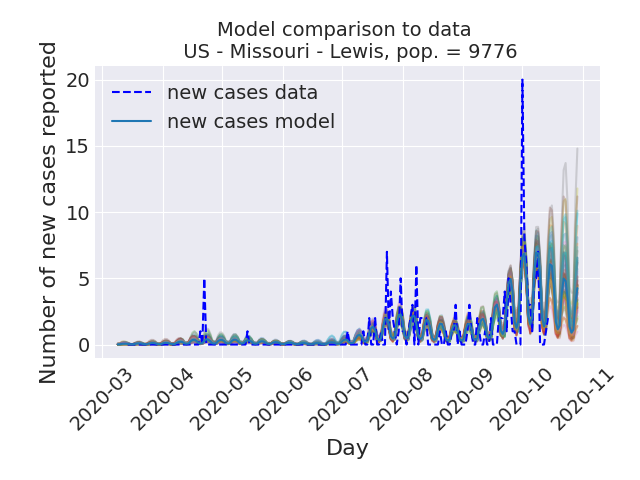 Model comparison to data
US - Missouri - Lewis, pop. = 9776
Number of new cases reported
20
15
10
5
0
new cases data
new cases model
2020-03
2020-04
2020-05
2020-06
2020-07
2020-08
2020-09
2020-10
2020-11
Day